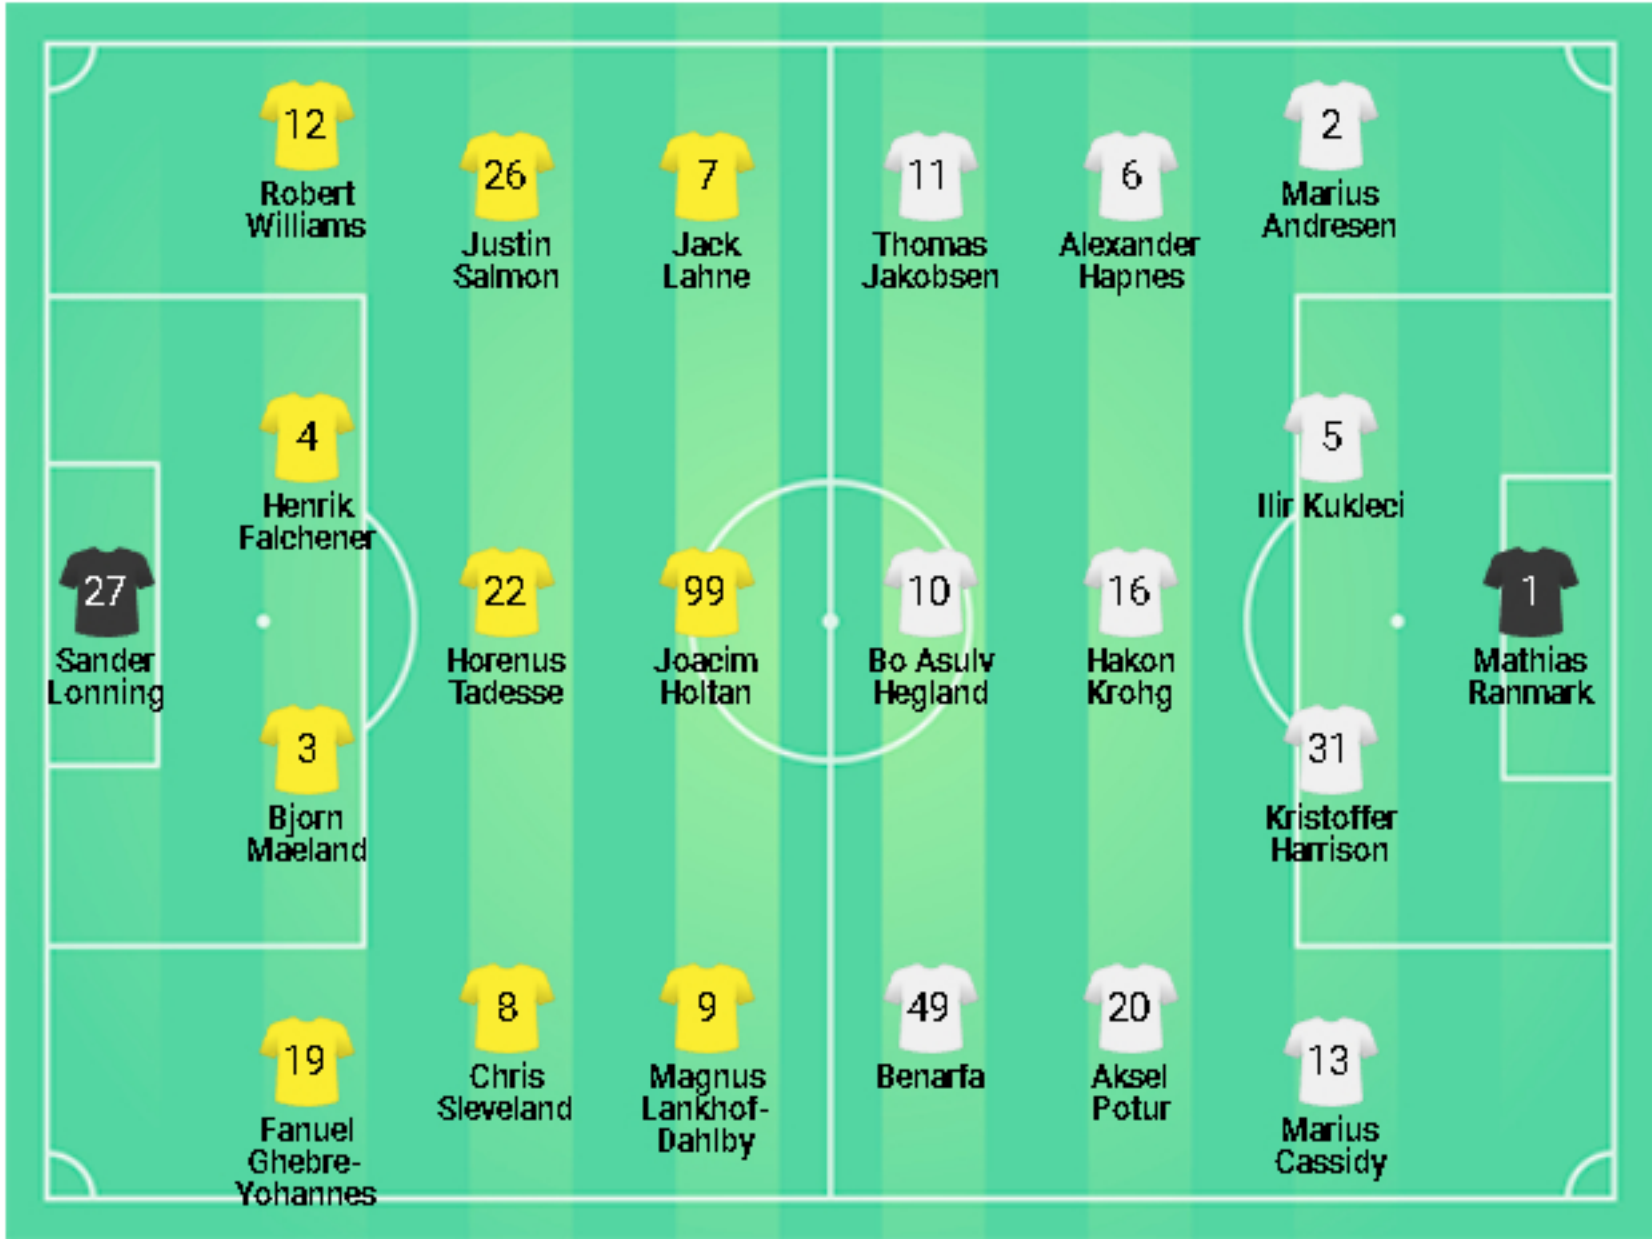 12
Robert
Williams
26
Justin
Salmon
7
Jack
Lahne
11
Thomas
Jakobsen
6
Alexander
Hapnes
2
Marius
Andresen
4
Henrik
Falchener
5
Ilir Kukleci
27
Sander
Lonning
22
Horenus
Tadesse
99
Joacim
Holtan
10
Bo Asulv
Hegland
16
Hakon
Krohg
1
Mathias
Ranmark
3
Bjorn
Maeland
31
Kristoffer
Harrison
19
Fanuel
Ghebre-
Yohannes
8
Chris
Sleveland
9
Magnus
Lankhof-
Dahlby
49
Benarfa
20
Aksel
Potur
13
Marius
Cassidy